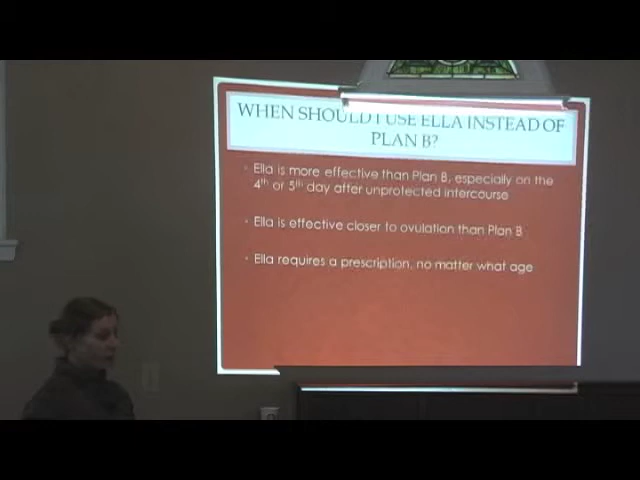 WHEN SHOULD I USE ELLA INSTEAD OF
PLAN B?
Ella is more effective than Plan B, especially on the
4th or 5th day after unprotected intercourse
Ella is effective closer to ovulation than Plan B
Ella requires a prescription, no matter what age